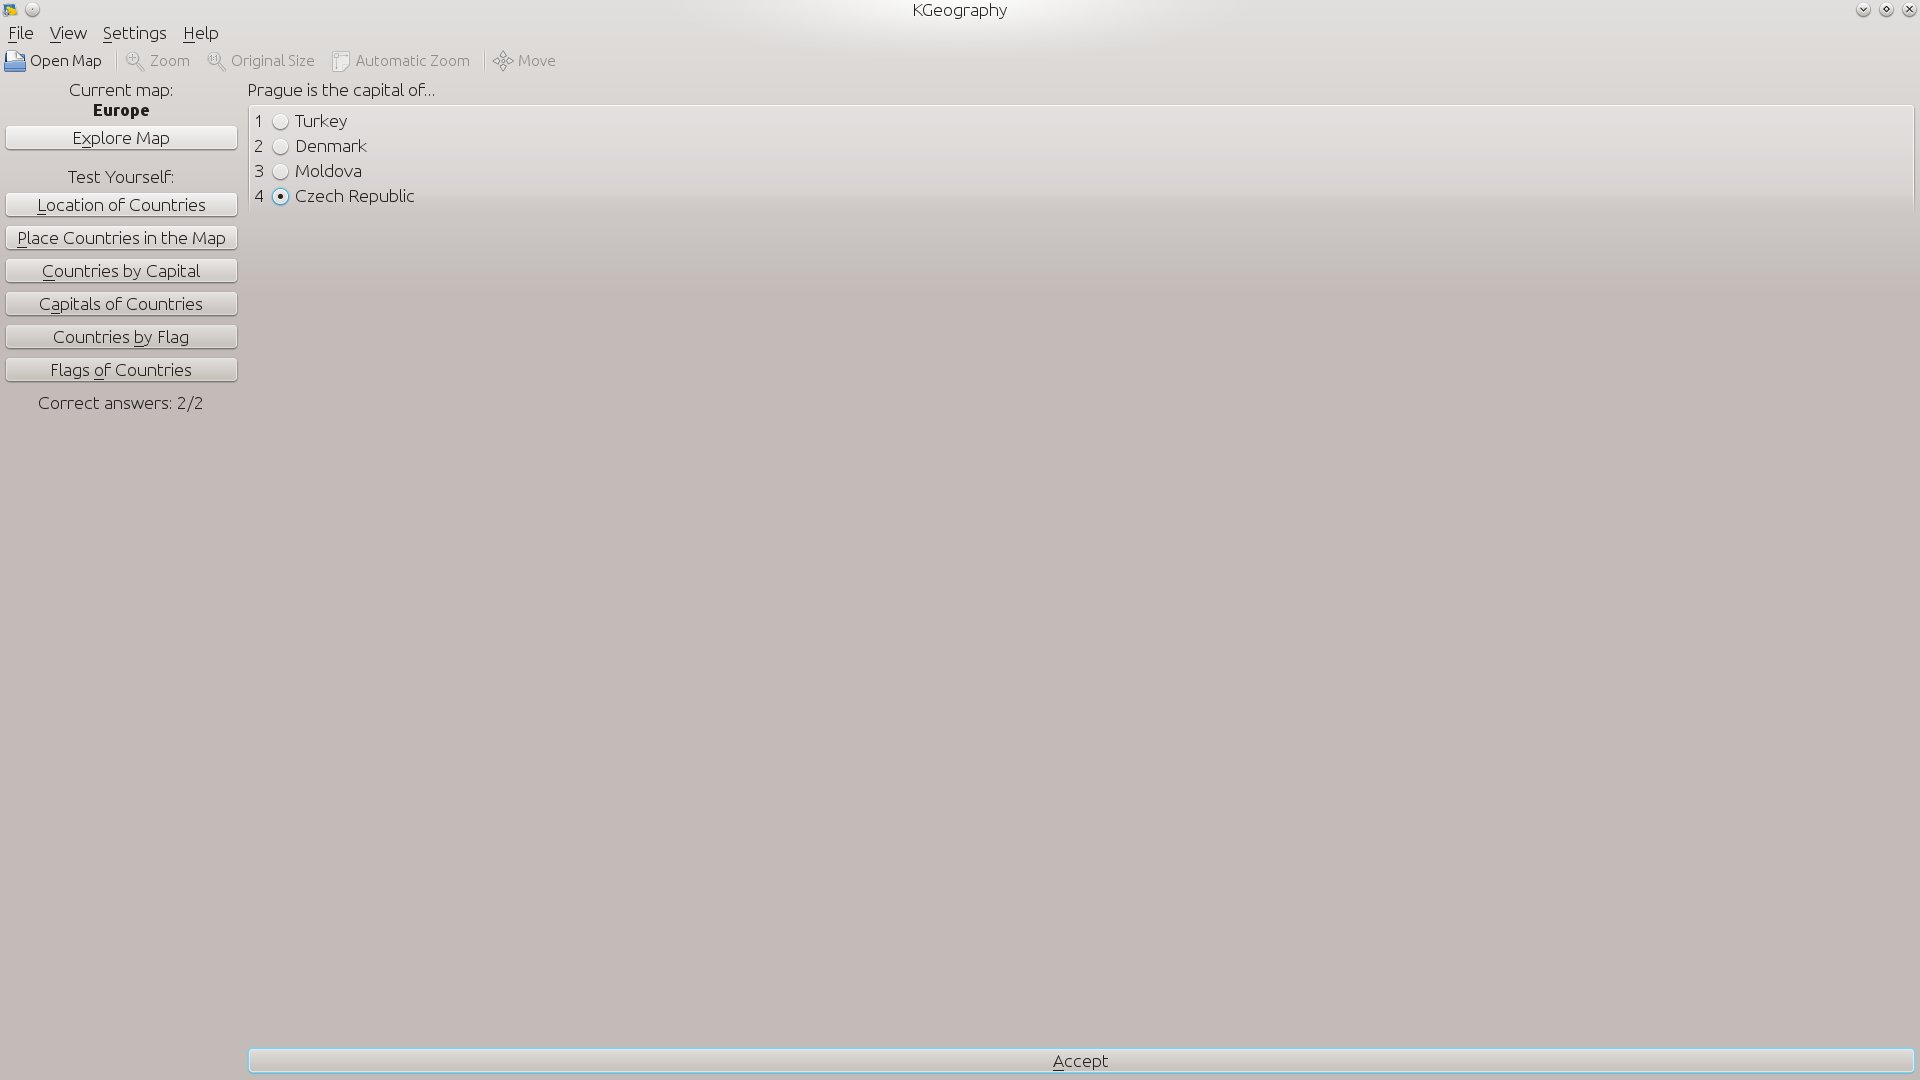 KGeography
File View Settings Help
Open Map Zoom Original Size Automatic Zoom Move
Current map:
Europe
Explore Map
Test Yourself:
Location of Countries
Place Countries in the Map
Countries by Capital
Capitals of Countries
Countries by Flag
Flags of Countries
Correct answers: 2/2
Prague is the capital of...
1 Turkey
2 Denmark
3 Moldova
4 Czech Republic
Accept